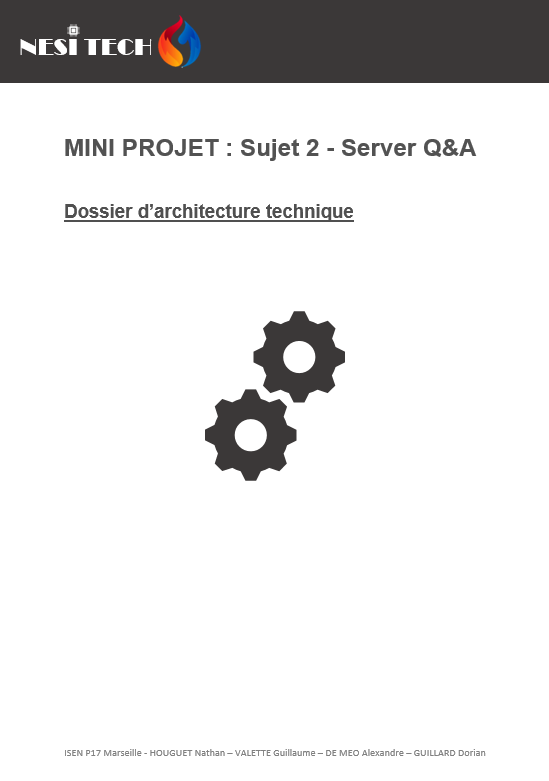 NESI TECH
MINI PROJET : Sujet 2 - Server Q&A
Dossier d’architecture technique
ISEN P17 Marseille - HOUGUET Nathan – VALETTE Guillaume – DE MEO Alexandre – GUILLARD Dorian